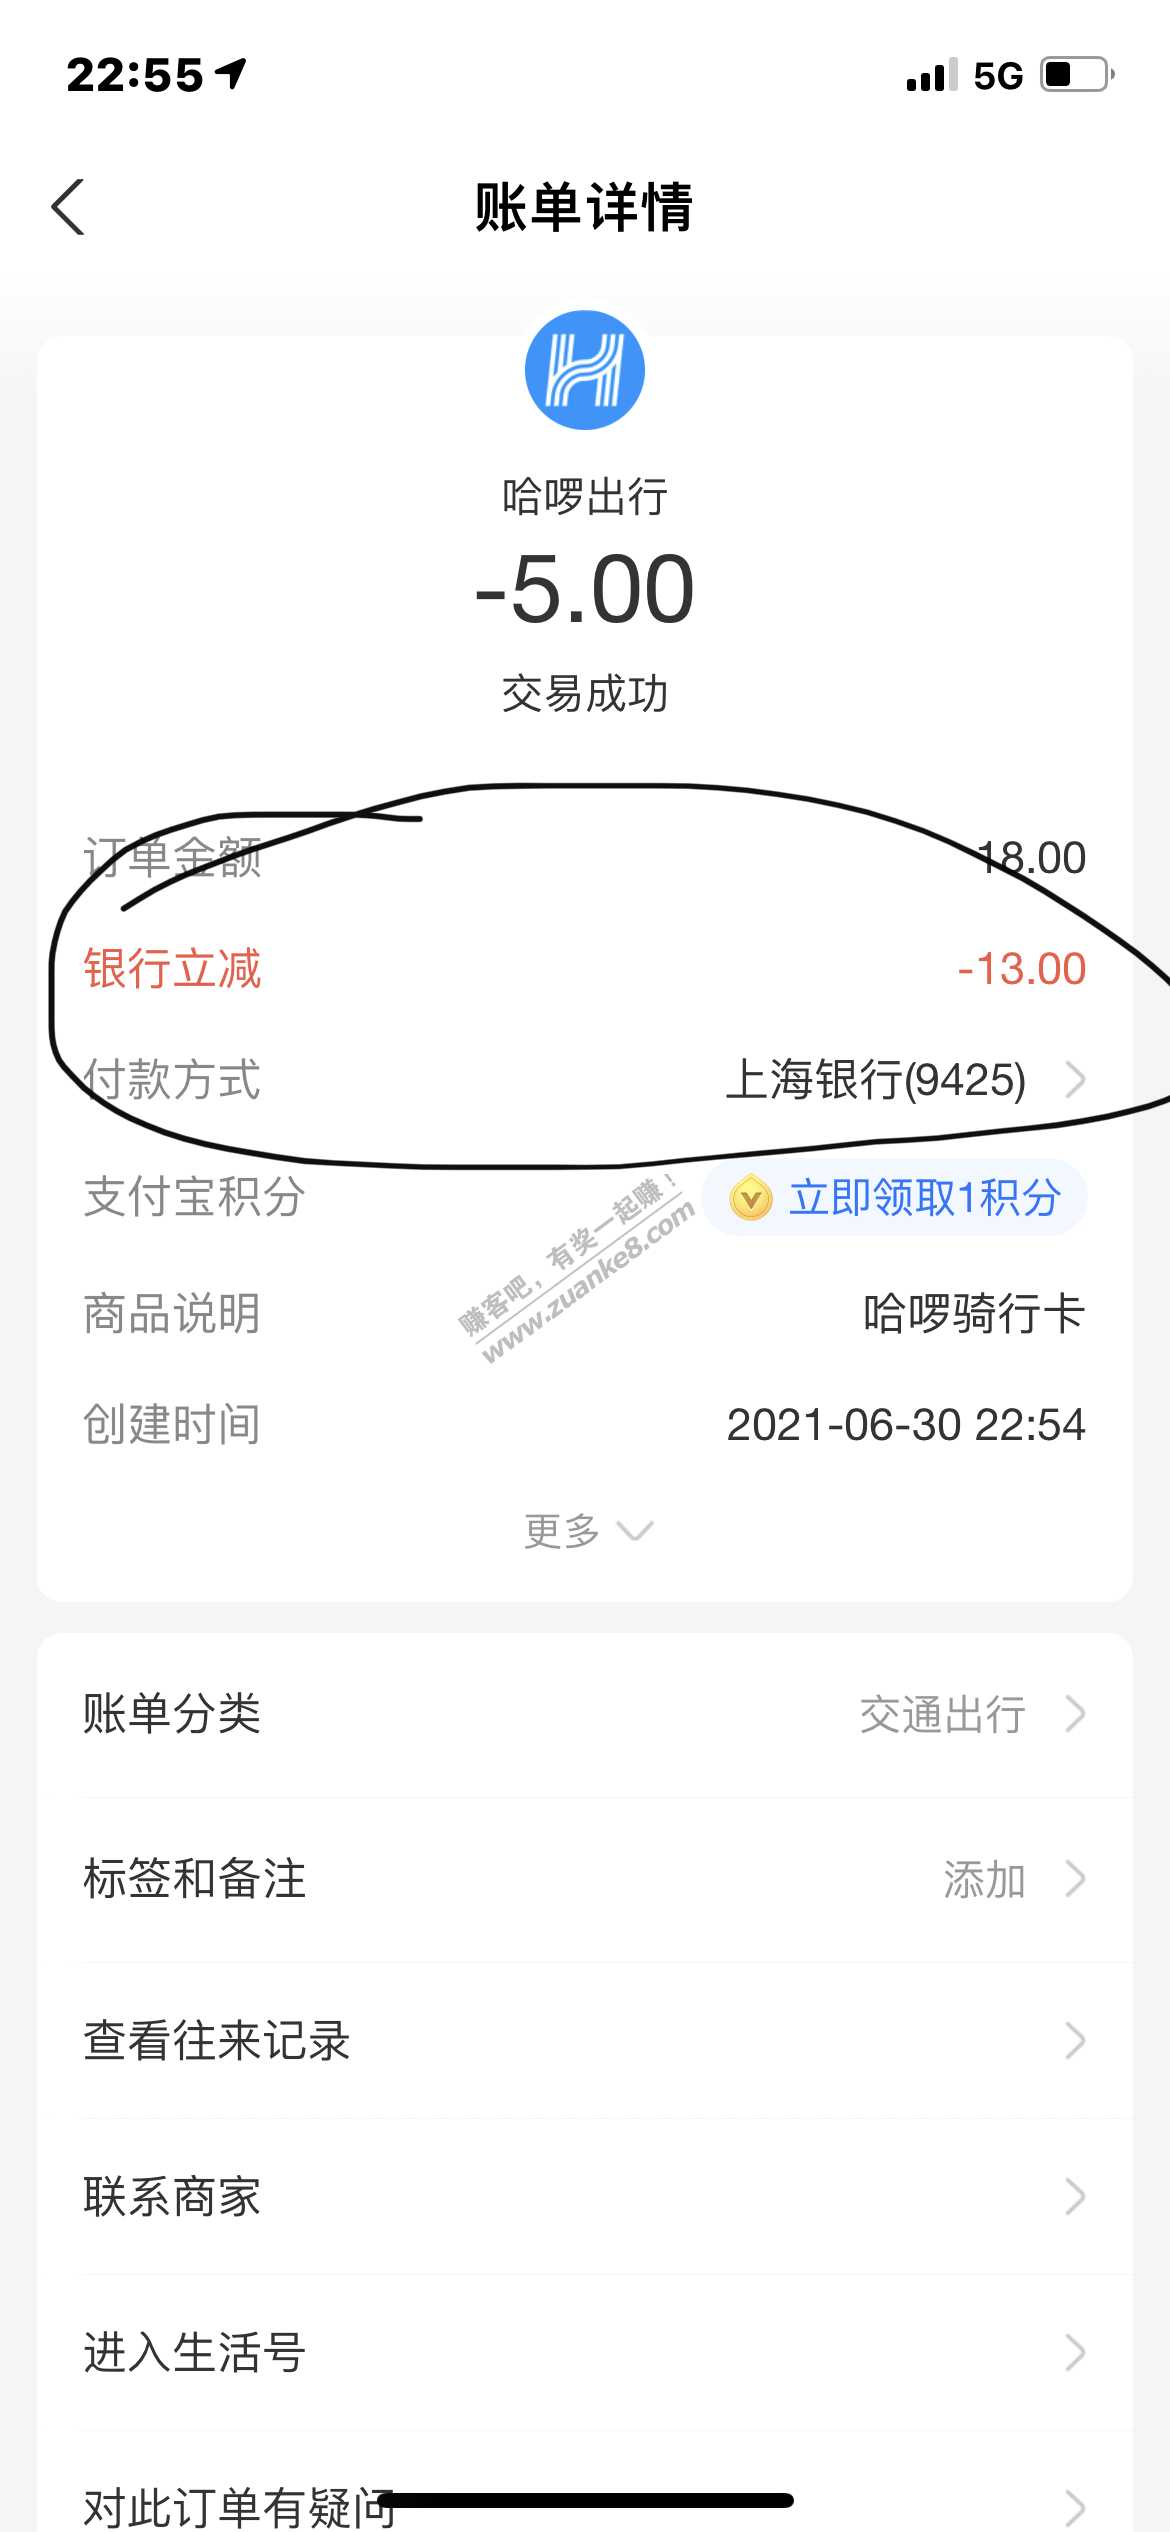 22:55
5G
账单详情
哈啰出行
-5.00
交易成功
订单金额 18.00
银行立减 -13.00
付款方式 上海银行(9425)
支付宝积分 立即领取1积分
赚客吧，有奖一起赚！
www.zuanke8.com
商品说明 哈啰骑行卡
创建时间 2021-06-30 22:54
更多
账单分类 交通出行
标签和备注 添加
查看往来记录
联系商家
进入生活号
对此订单有疑问